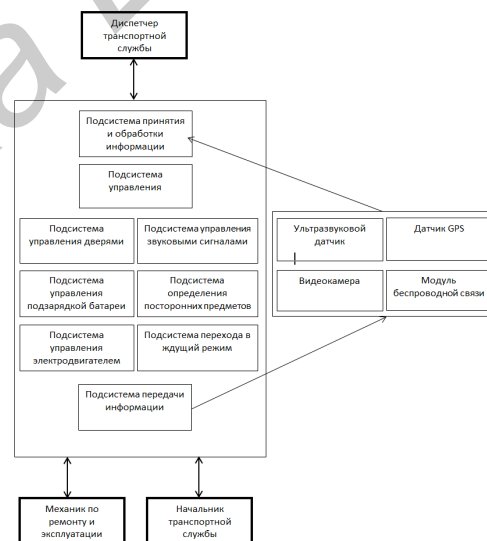 Диспетчер
транспортной
службы
Подсистема принятия
и обработки
информации
Подсистема
управления
Подсистема
управления дверями
Подсистема управления
звуковыми сигналами
Подсистема
управления
подзарядкой батареи
Подсистема
определения
посторонних предметов
Подсистема
управления
электродвигателем
Подсистема перехода в
ждущий режим
Подсистема передачи
информации
Ультразвуковой
датчик
Датчик GPS
Видеокамера
Модуль
беспроводной связи
Механик по
ремонту и
эксплуатации
Начальник
транспортной
службы